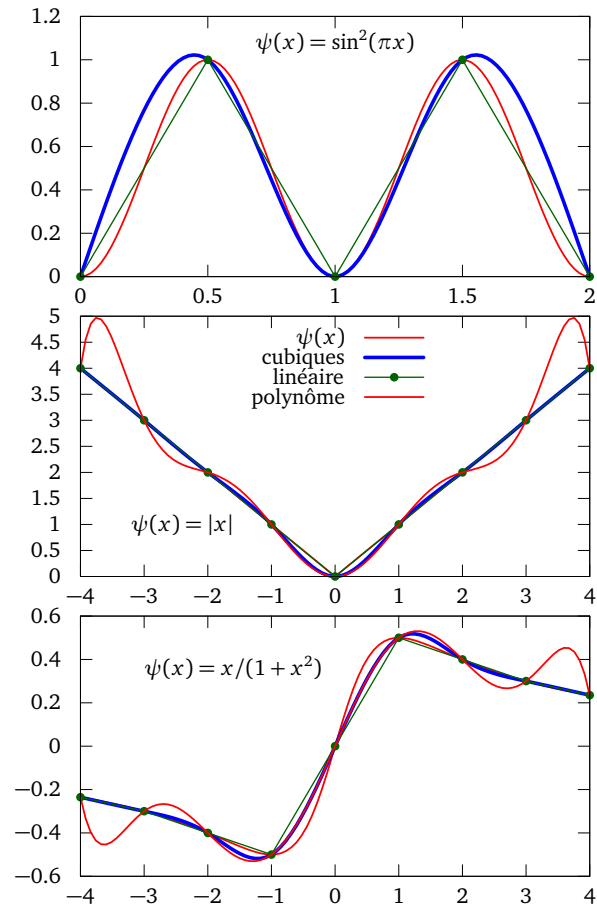 1.2
1
0.8
0.6
0.4
0.2
0
ψ(x) = sin²(πx)
0 0.5 1 1.5 2
5
4.5
4
3.5
3
2.5
2
1.5
1
0.5
0
ψ(x)
cubiques
linéaire
polynôme
ψ(x) = |x|
−4 −3 −2 −1 0 1 2 3 4
0.6
0.4
0.2
0
−0.2
−0.4
−0.6
ψ(x) = x/(1 + x²)
−4 −3 −2 −1 0 1 2 3 4